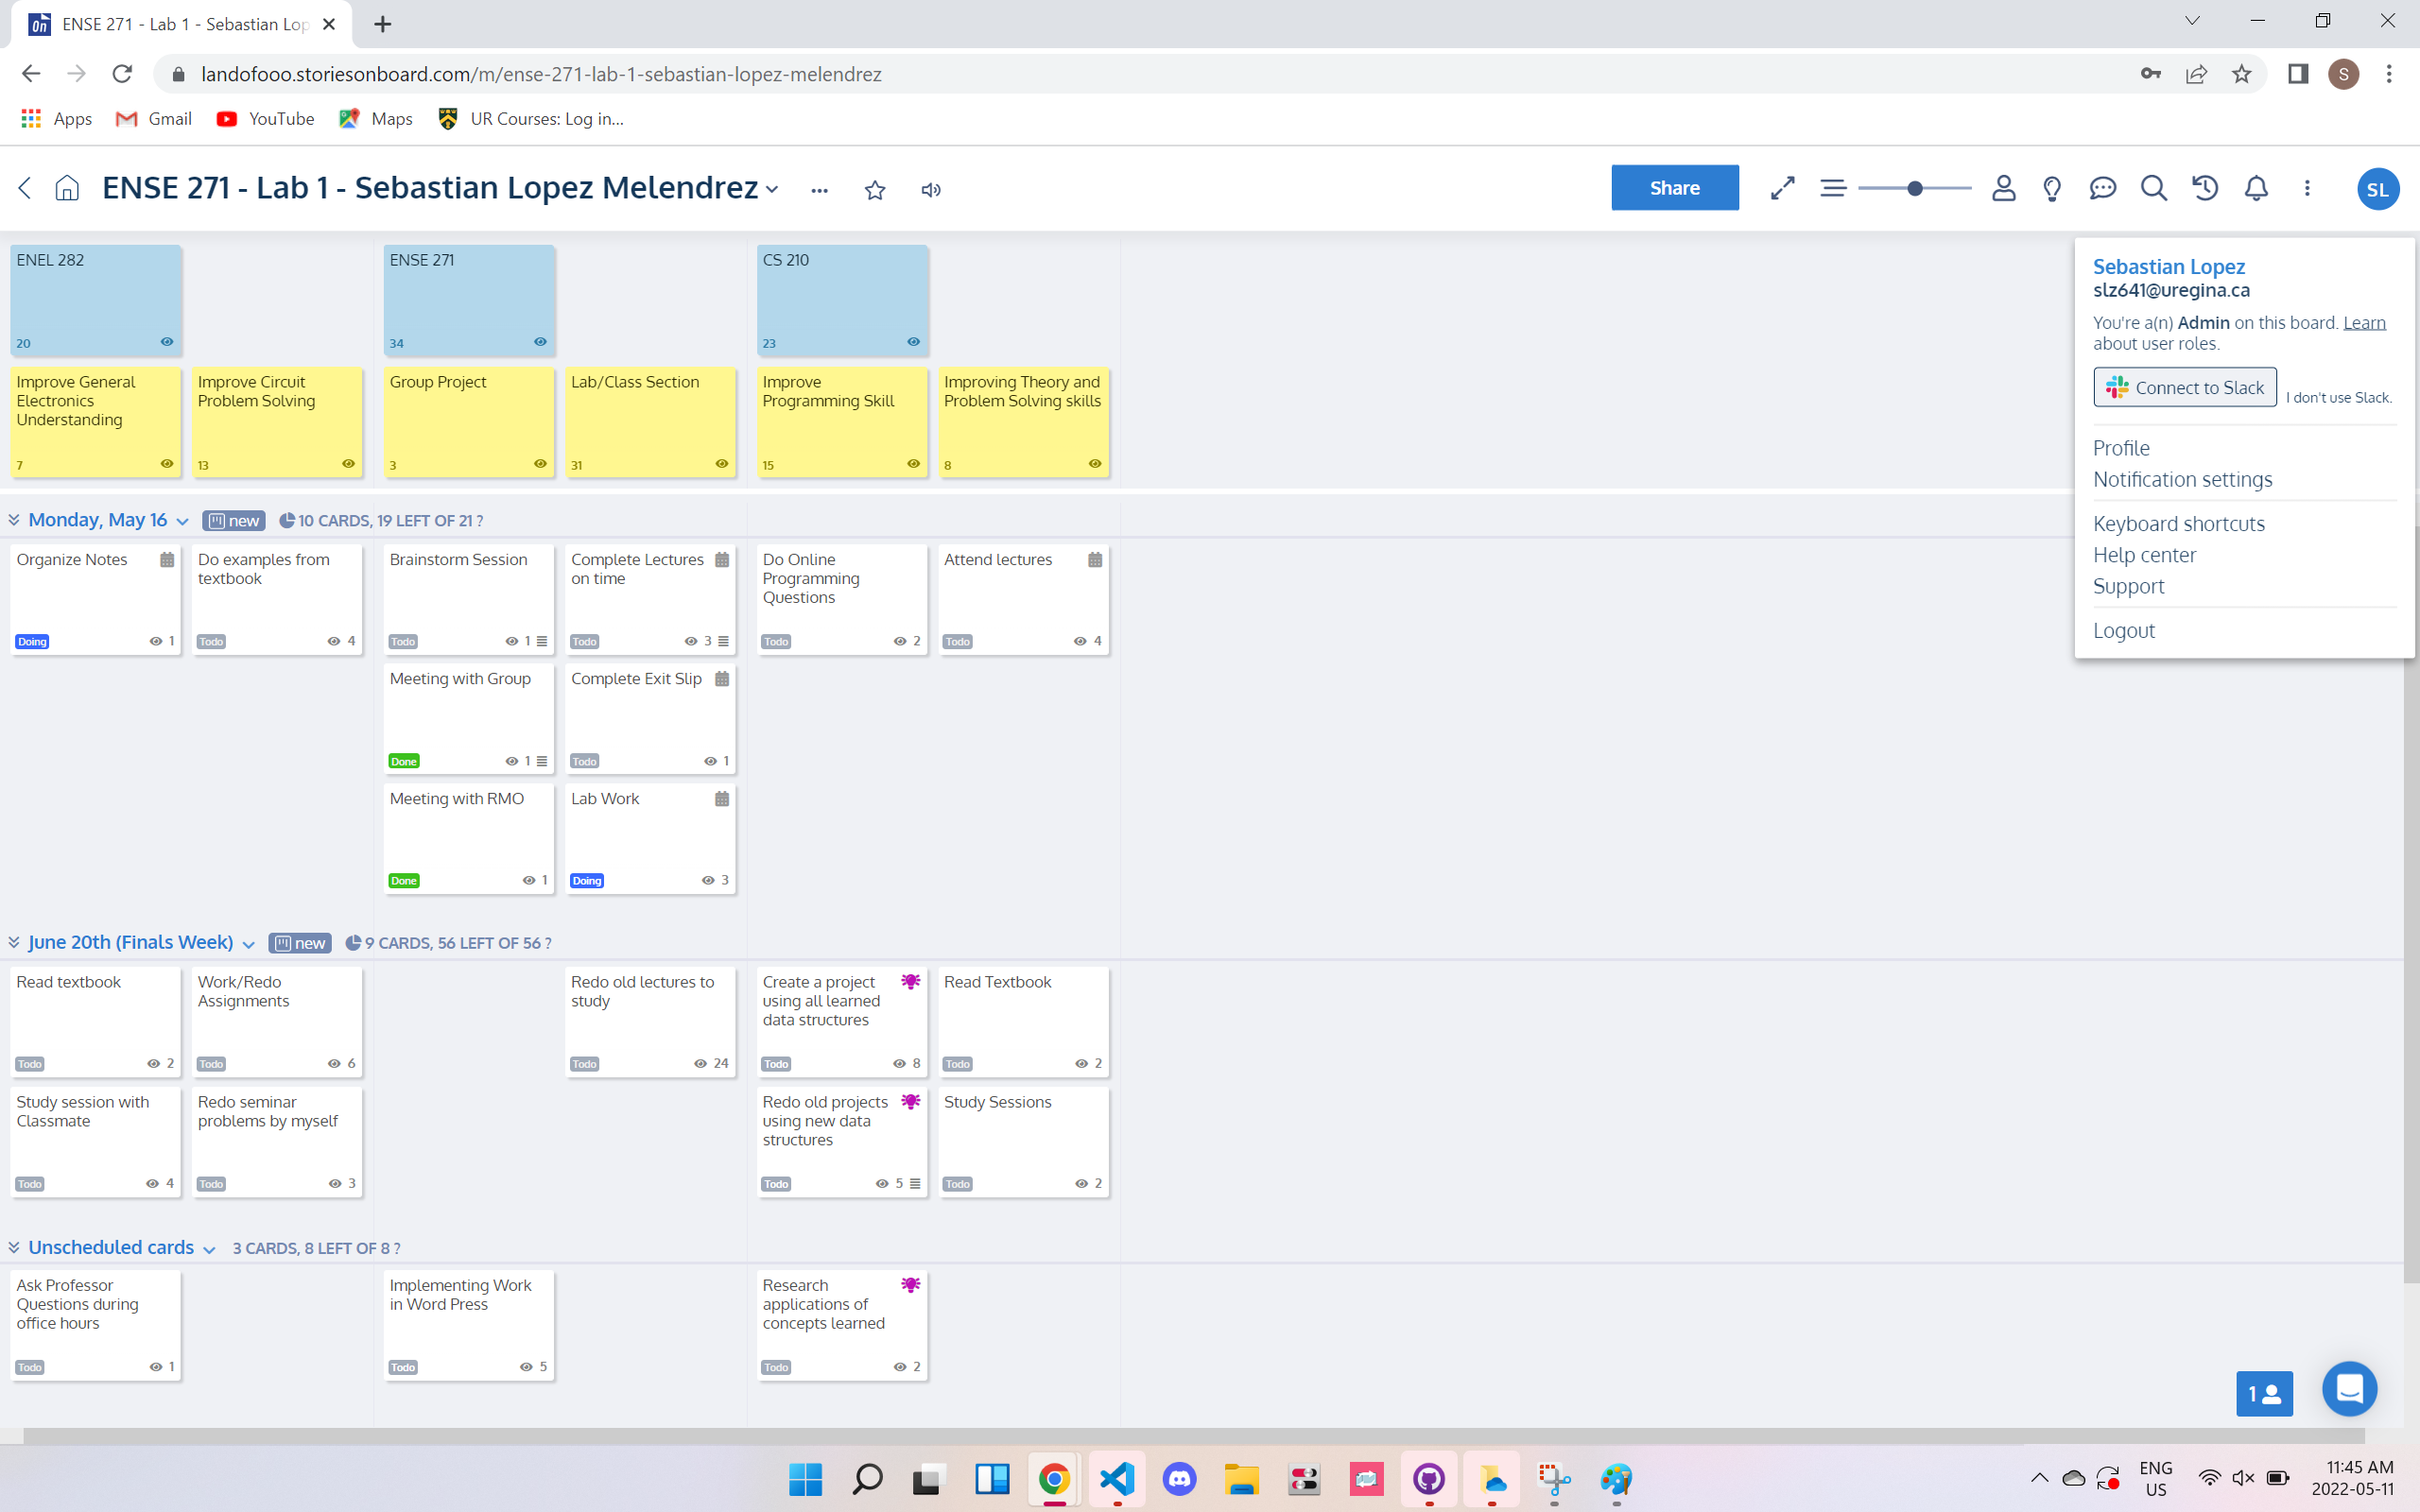 ENSE 271 - Lab 1 - Sebastian Lop
landofooo.storiesonboard.com/m/ense-271-lab-1-sebastian-lopez-melendrez
S
Apps Gmail YouTube Maps UR Courses: Log in...
ENSE 271 - Lab 1 - Sebastian Lopez Melendrez
Share
SL
Sebastian Lopez
slz641@uregina.ca
You're a(n) Admin on this board. Learn
about user roles.
Connect to Slack I don't use Slack.
Profile
Notification settings
Keyboard shortcuts
Help center
Support
Logout
ENEL 282
20
ENSE 271
34
CS 210
23
Improve General
Electronics
Understanding
7
Improve Circuit
Problem Solving
13
Group Project
3
Lab/Class Section
31
Improve
Programming Skill
15
Improving Theory and
Problem Solving skills
8
Monday, May 16 new 10 CARDS, 19 LEFT OF 21 ?
Organize Notes
Doing 1
Do examples from
textbook
Todo 4
Brainstorm Session
Todo 1
Complete Lectures
on time
Todo 3
Do Online
Programming
Questions
Todo 2
Attend lectures
Todo 4
Meeting with Group
Done 1
Complete Exit Slip
Todo 1
Meeting with RMO
Done 1
Lab Work
Doing 3
June 20th (Finals Week) new 9 CARDS, 56 LEFT OF 56 ?
Read textbook
Todo 2
Work/Redo
Assignments
Todo 6
Redo old lectures to
study
Todo 24
Create a project
using all learned
data structures
Todo 8
Read Textbook
Todo 2
Study session with
Classmate
Todo 4
Redo seminar
problems by myself
Todo 3
Redo old projects
using new data
structures
Todo 5
Study Sessions
Todo 2
Unscheduled cards 3 CARDS, 8 LEFT OF 8 ?
Ask Professor
Questions during
office hours
Todo 1
Implementing Work
in Word Press
Todo 5
Research
applications of
concepts learned
Todo 2
1
ENG
US
11:45 AM
2022-05-11